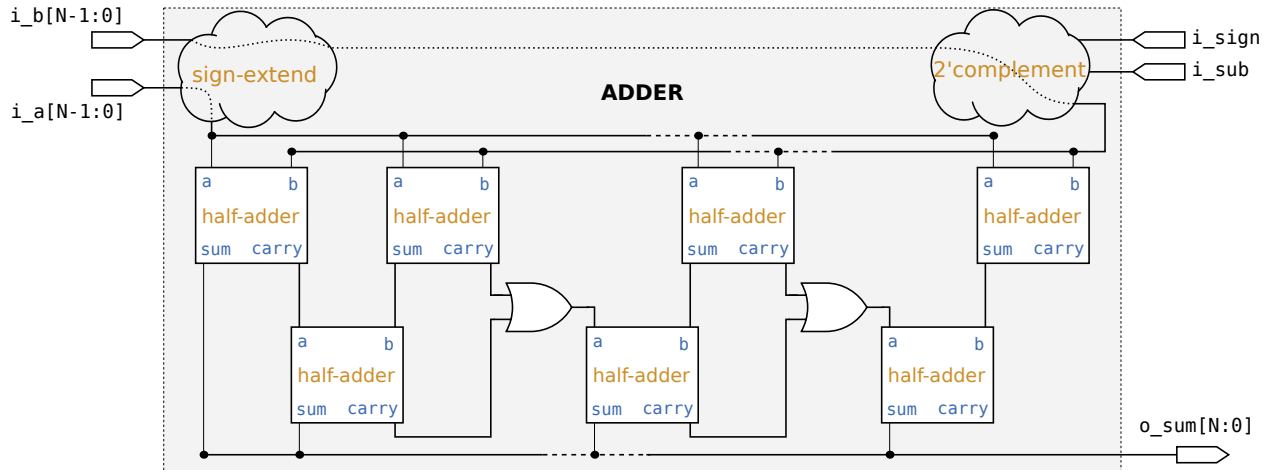 i_b[N-1:0]
i_sign
sign-extend
2'complement
i_sub
ADDER
i_a[N-1:0]
a b
half-adder
sum carry
a b
half-adder
sum carry
a b
half-adder
sum carry
a b
half-adder
sum carry
a b
half-adder
sum carry
a b
half-adder
sum carry
a b
half-adder
sum carry
o_sum[N:0]